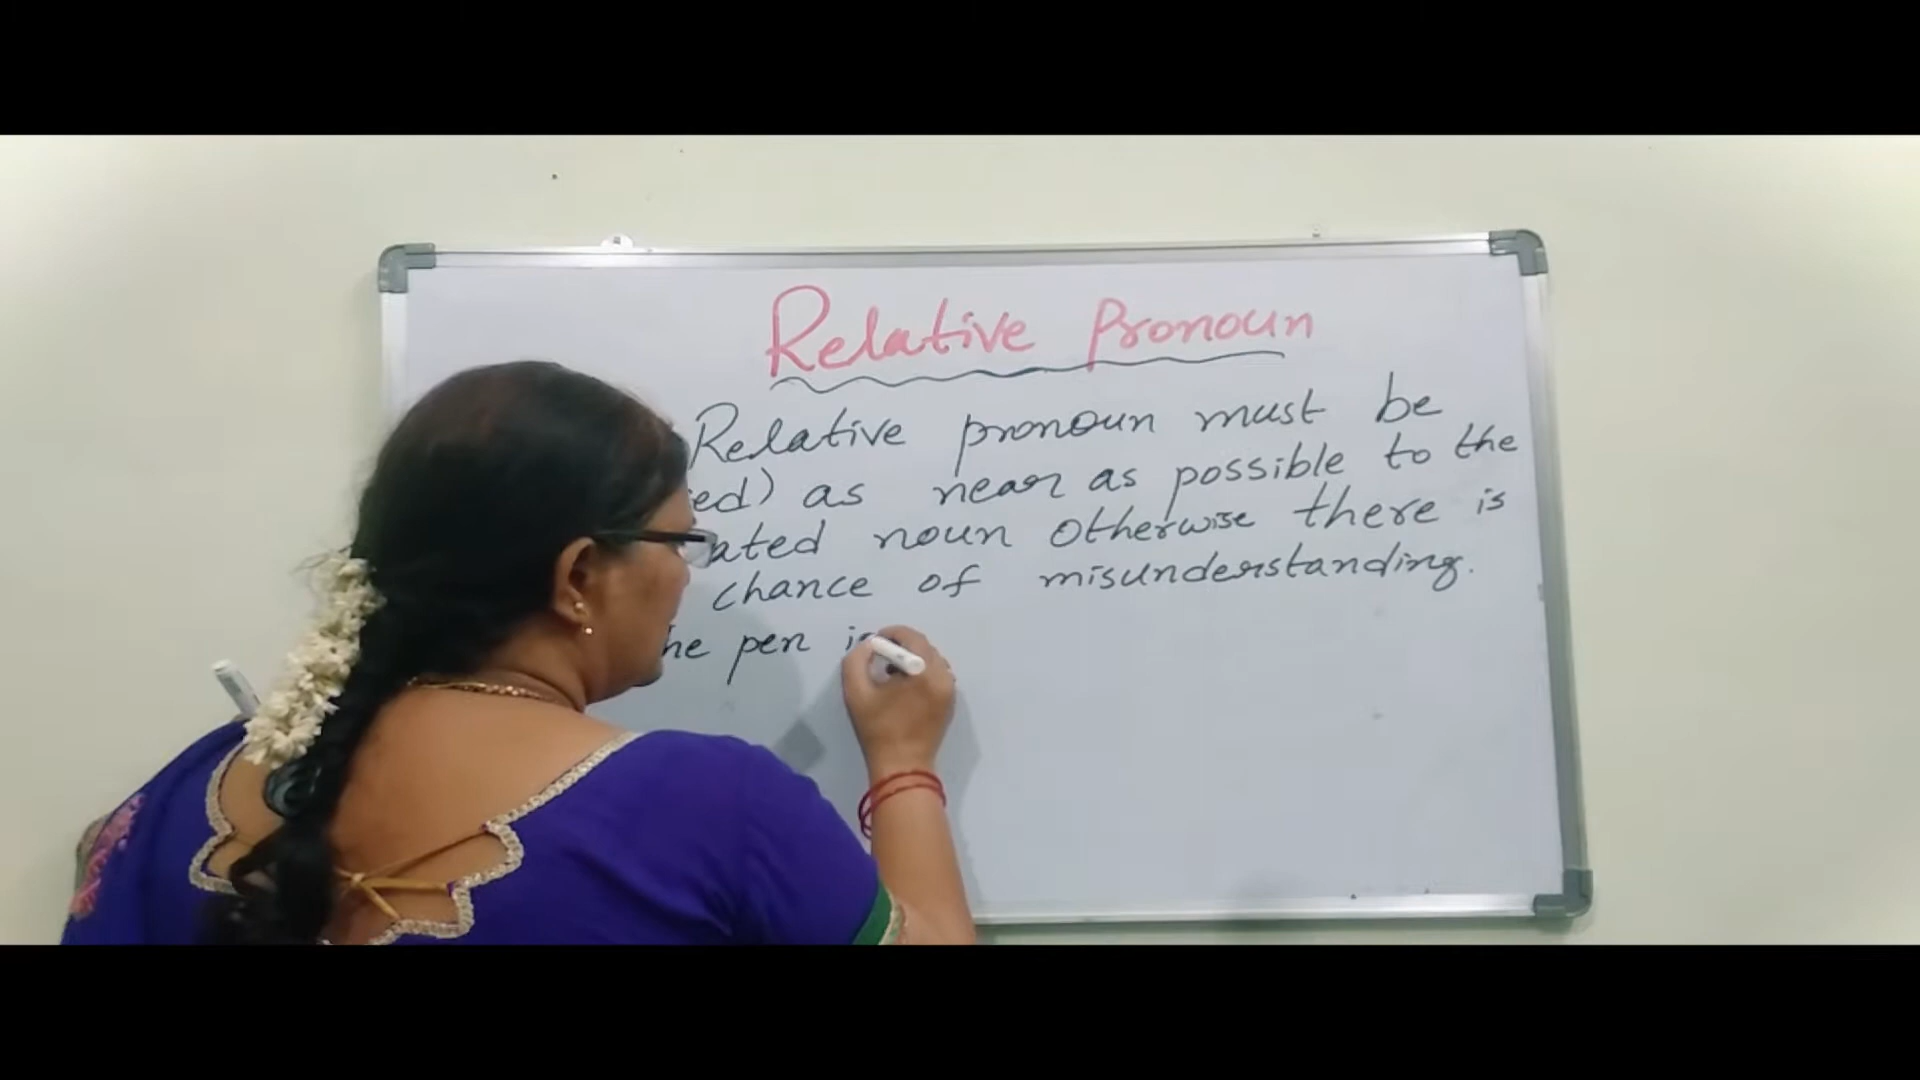 Relative Pronoun
Relative pronoun must be
ed) as near as possible to the
ated noun otherwise there is
chance of misunderstanding.
he pen is